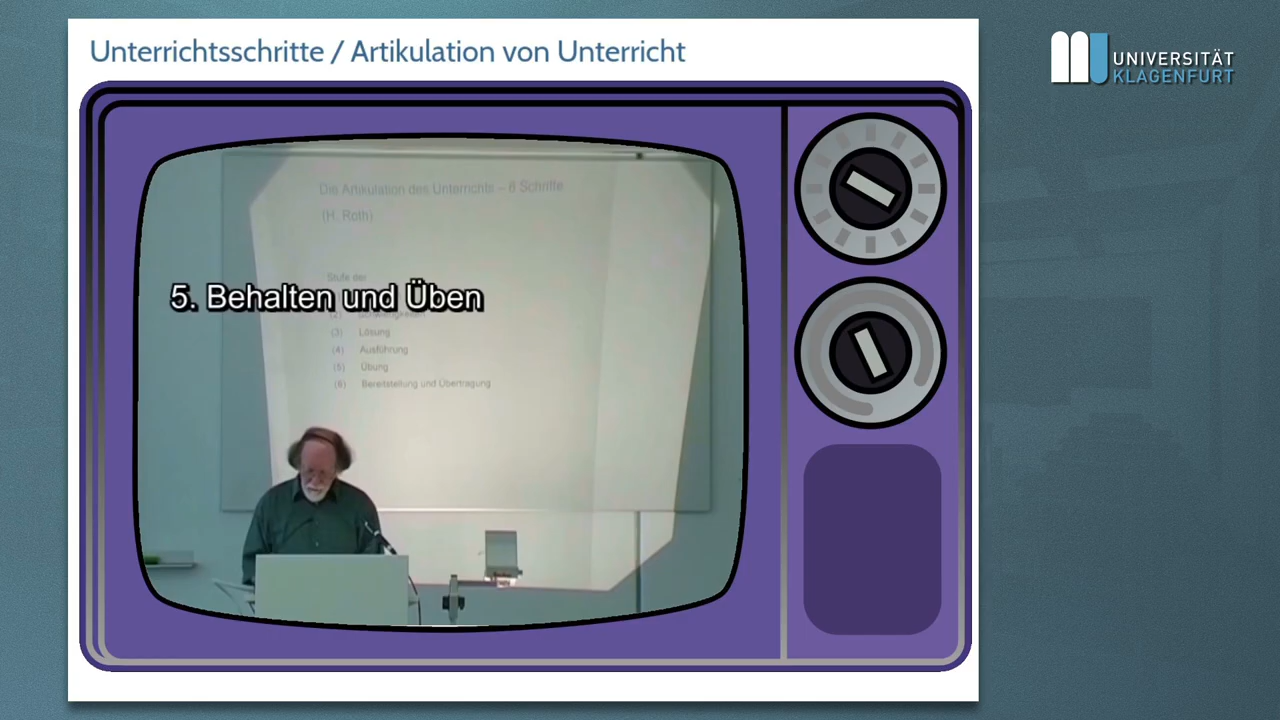 Unterrichtsschritte / Artikulation von Unterricht
UNIVERSITÄT
KLAGENFURT
Die Artikulation des Unterrichts – 6 Schritte
(H. Roth)
Stufe der
5. Behalten und Üben
(2)
(3) Lösung
(4) Ausführung
(5) Übung
(6) Bereitstellung und Übertragung